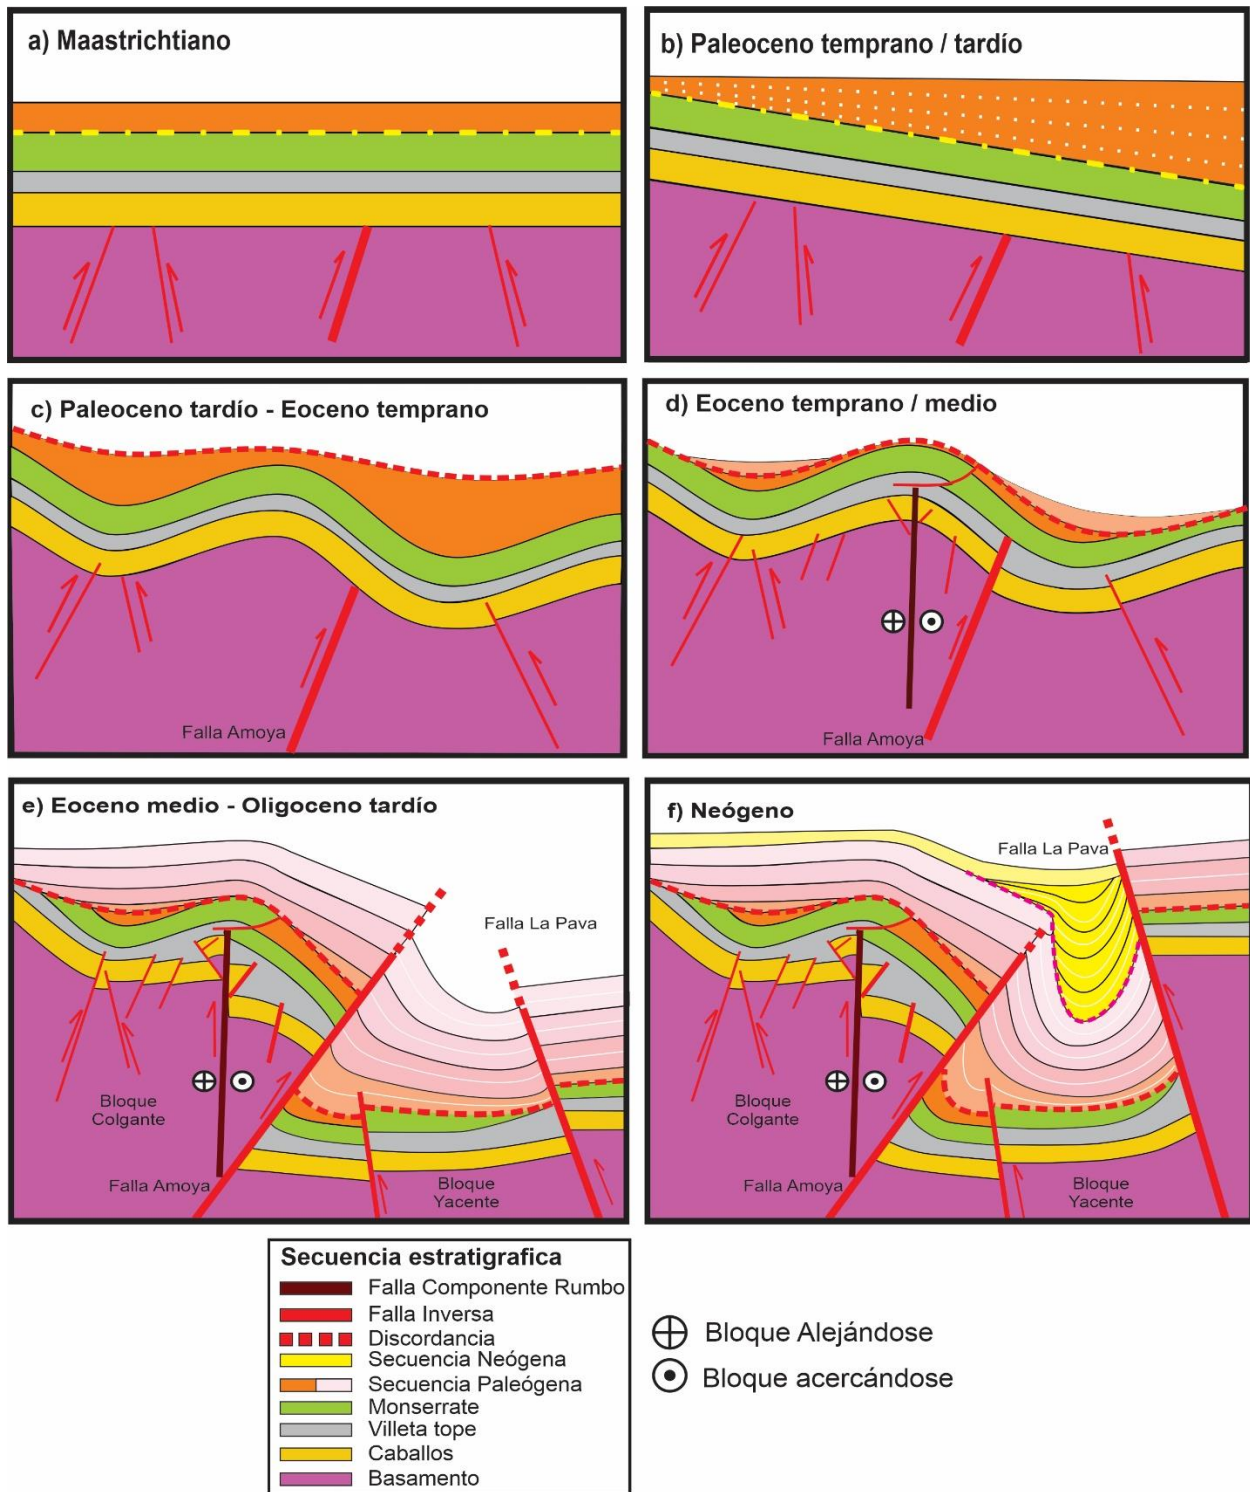 a) Maastrichtiano
b) Paleoceno temprano / tardío
c) Paleoceno tardío - Eoceno temprano
Falla Amoya
d) Eoceno temprano / medio
Falla Amoya
e) Eoceno medio - Oligoceno tardío
Falla La Pava
Bloque
Colgante
Falla Amoya
Bloque
Yacente
f) Neógeno
Falla La Pava
Bloque
Colgante
Falla Amoya
Bloque
Yacente
Secuencia estratigrafica
Falla Componente Rumbo
Falla Inversa
Discordancia
Secuencia Neógena
Secuencia Paleógena
Monserrate
Villeta tope
Caballos
Basamento
Bloque Alejándose
Bloque acercándose